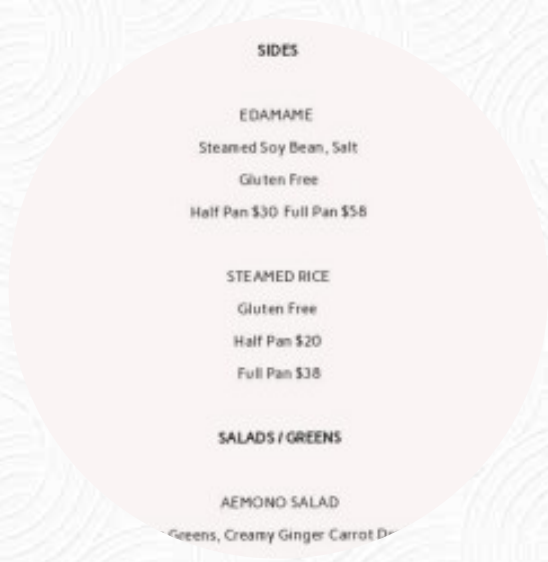 SIDES
EDAMAME
Steamed Soy Bean, Salt
Gluten Free
Half Pan $30 Full Pan $58
STEAMED RICE
Gluten Free
Half Pan $20
Full Pan $38
SALADS / GREENS
AEMONO SALAD
Greens, Creamy Ginger Carrot